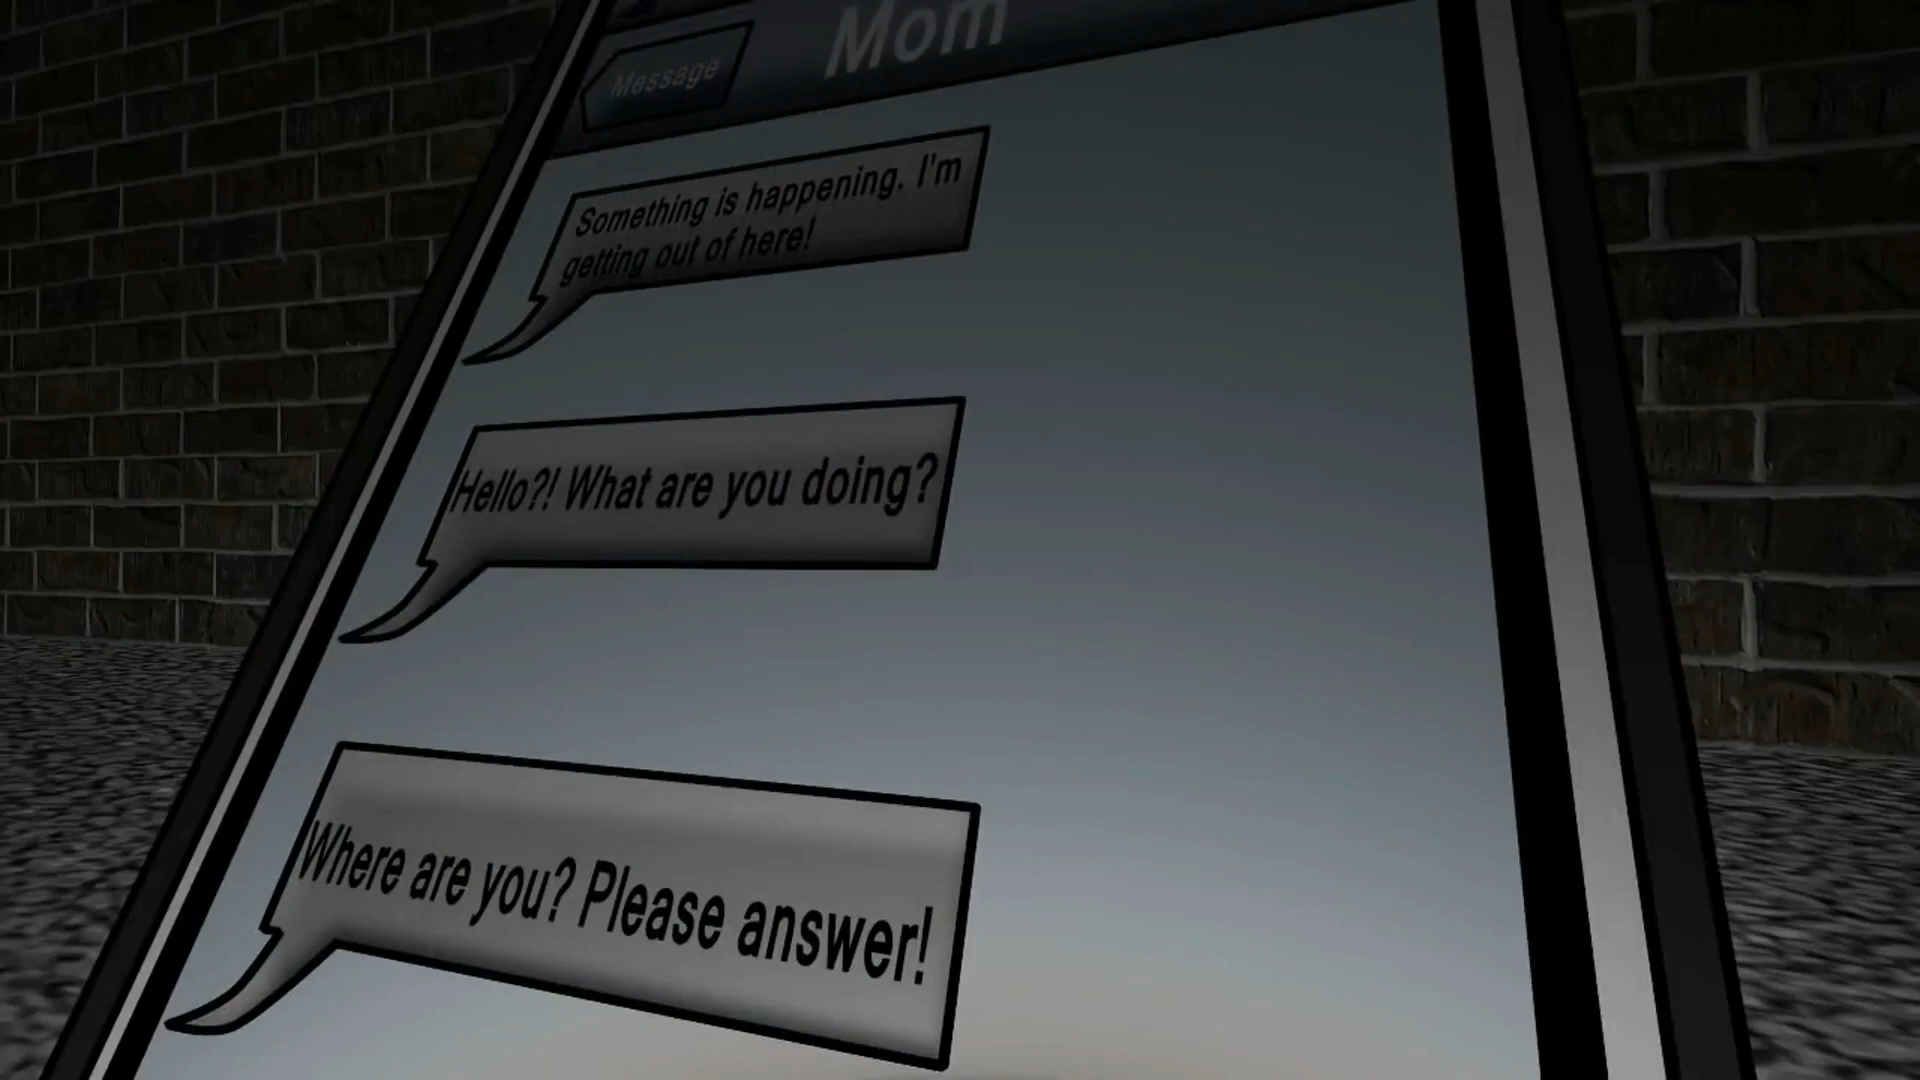 Mom
Message
Something is happening. I'm
getting out of here!
Hello?! What are you doing?
Where are you? Please answer!